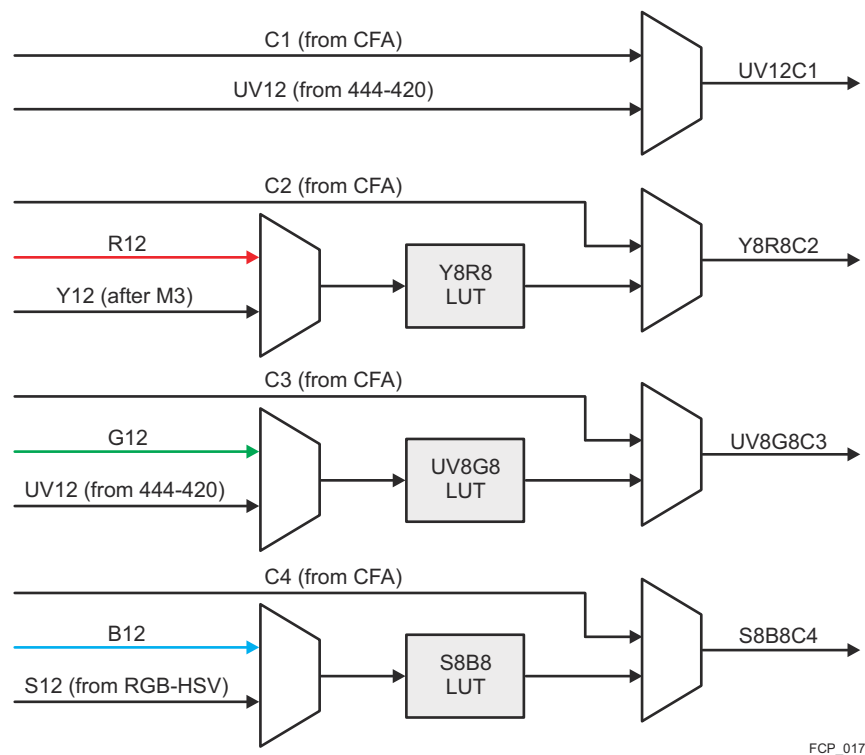 C1 (from CFA)
UV12 (from 444-420)
UV12C1
C2 (from CFA)
R12
Y12 (after M3)
Y8R8
LUT
Y8R8C2
C3 (from CFA)
G12
UV12 (from 444-420)
UV8G8
LUT
UV8G8C3
C4 (from CFA)
B12
S12 (from RGB-HSV)
S8B8
LUT
S8B8C4
FCP_017